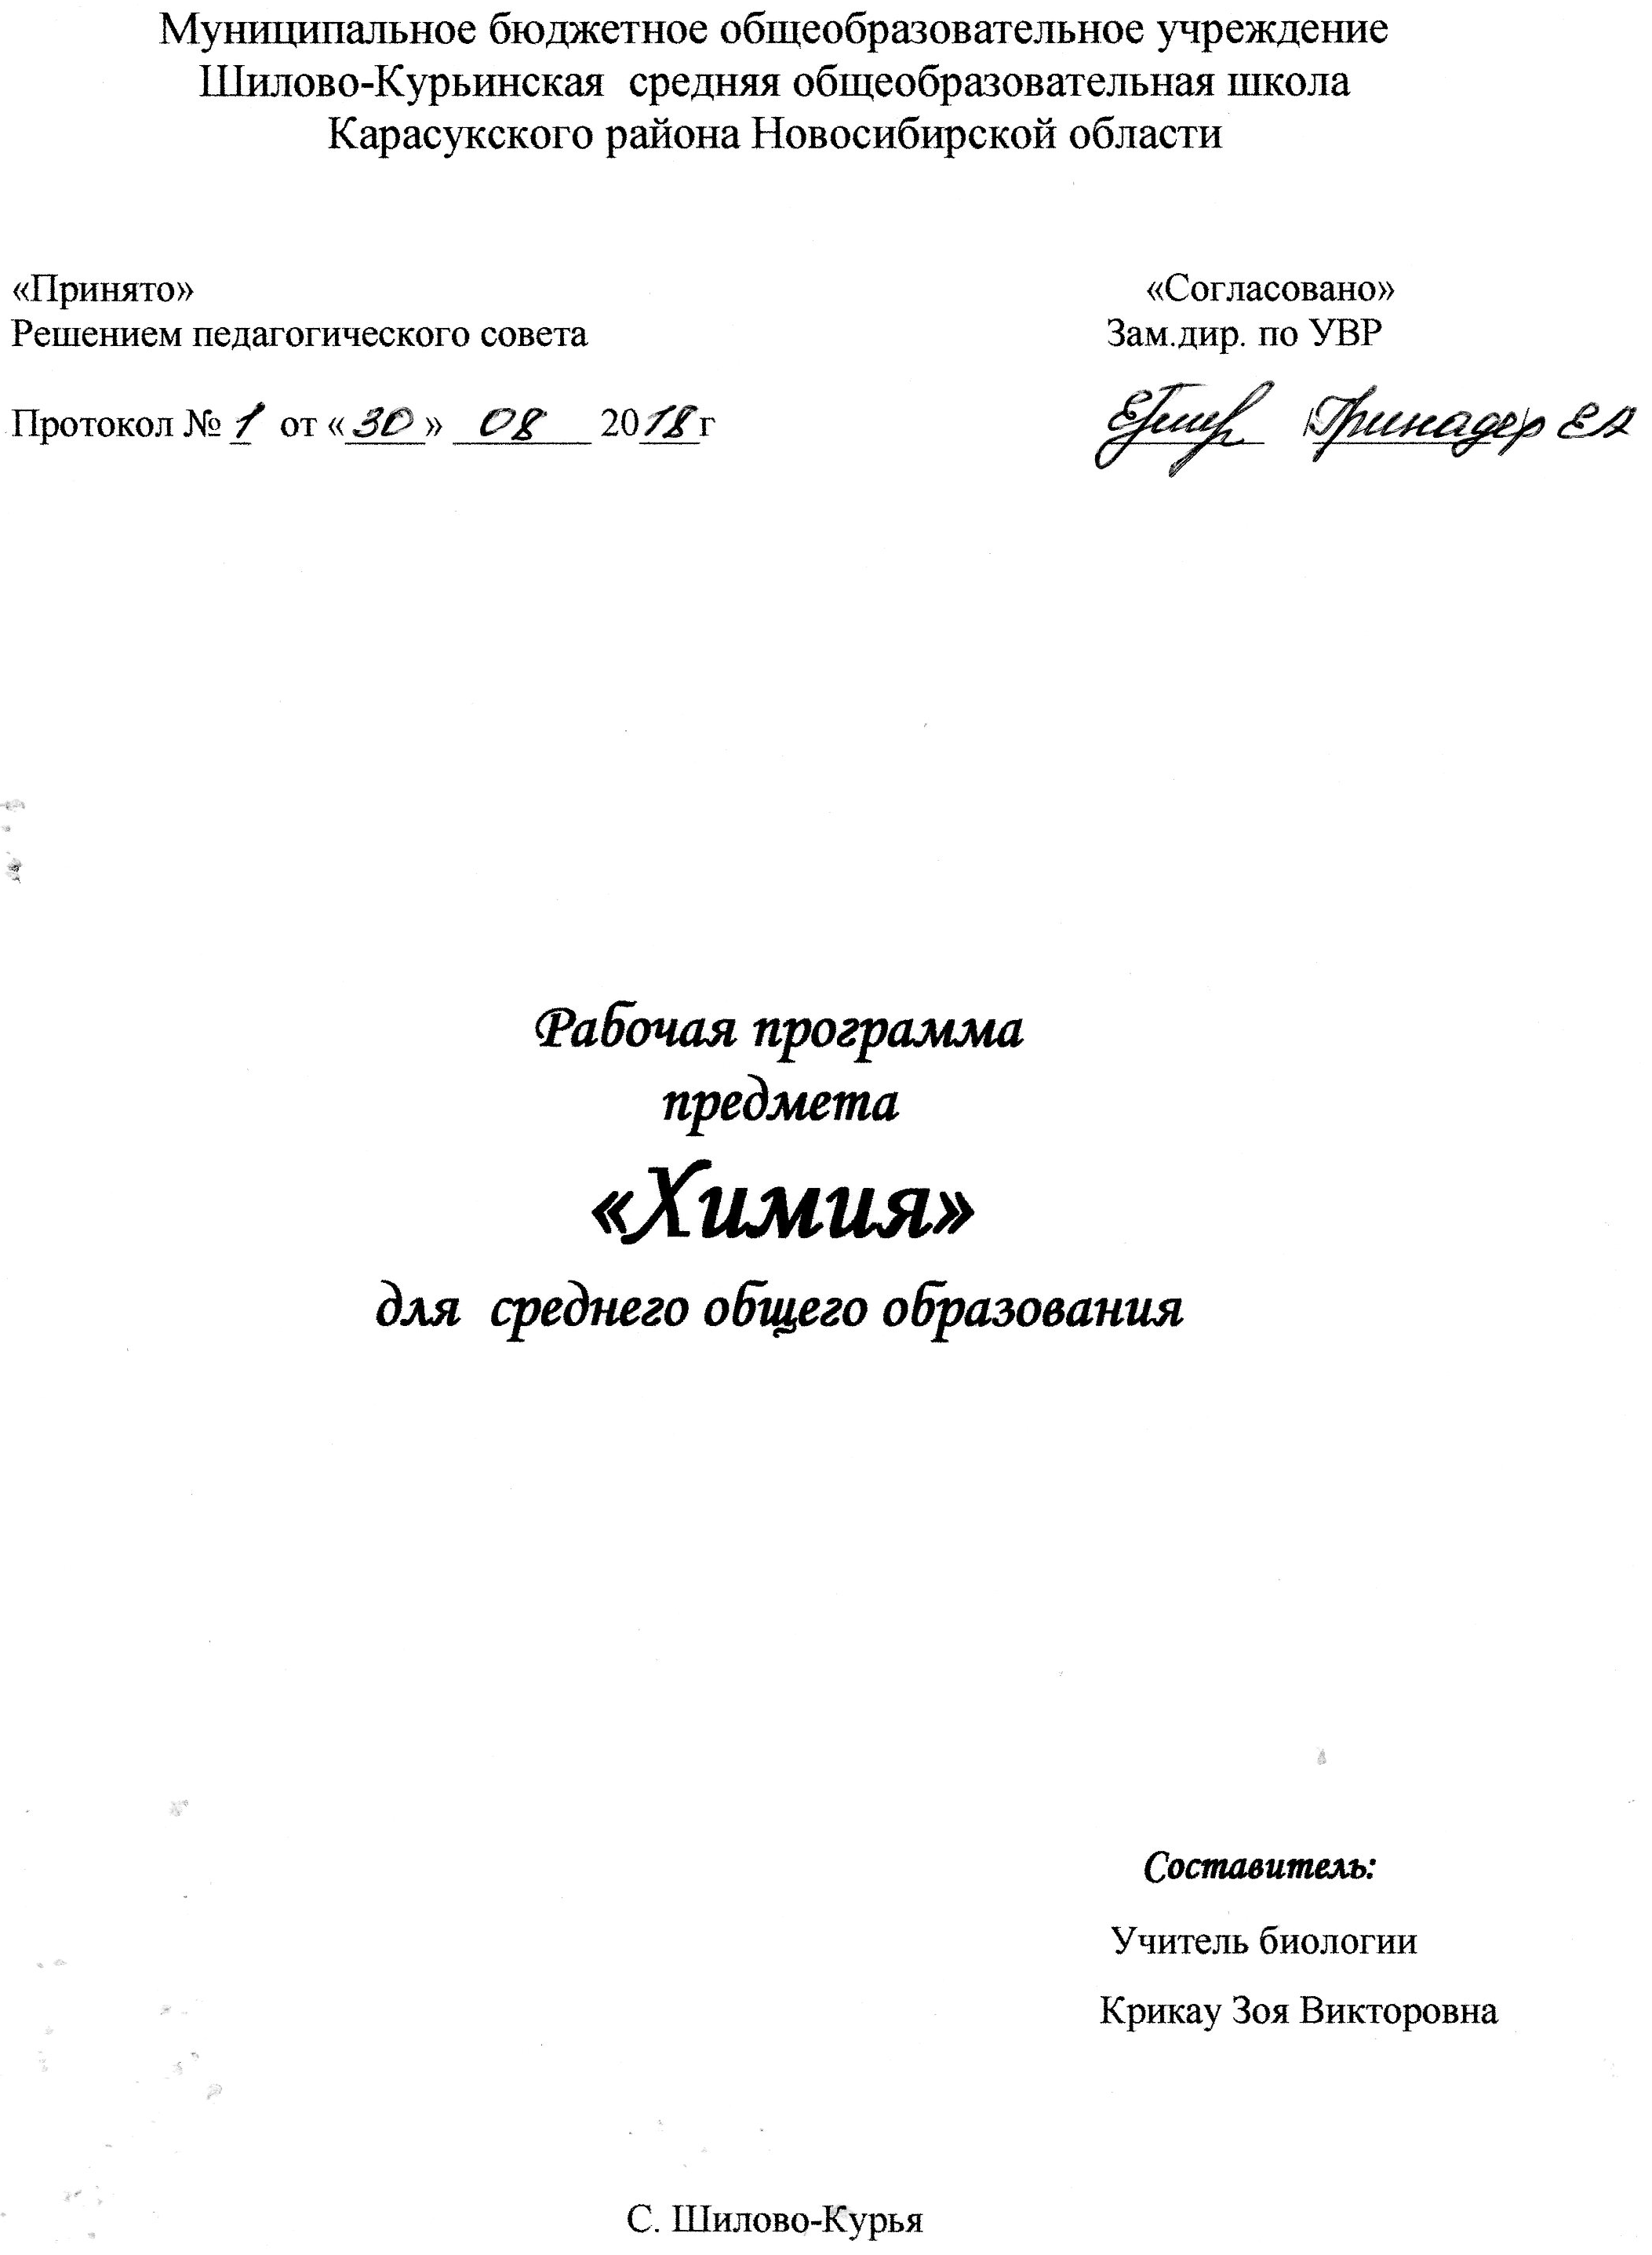 Муниципальное бюджетное общеобразовательное учреждение
Шилово-Курьинская средняя общеобразовательная школа
Карасукского района Новосибирской области
«Принято» «Согласовано»
Решением педагогического совета Зам.дир. по УВР
Протокол № 1 от «30» 08 2018г /Гринадер ЕА
Рабочая программа
предмета
«Химия»
для среднего общего образования
Составитель:
Учитель биологии
Крикау Зоя Викторовна
С. Шилово-Курья